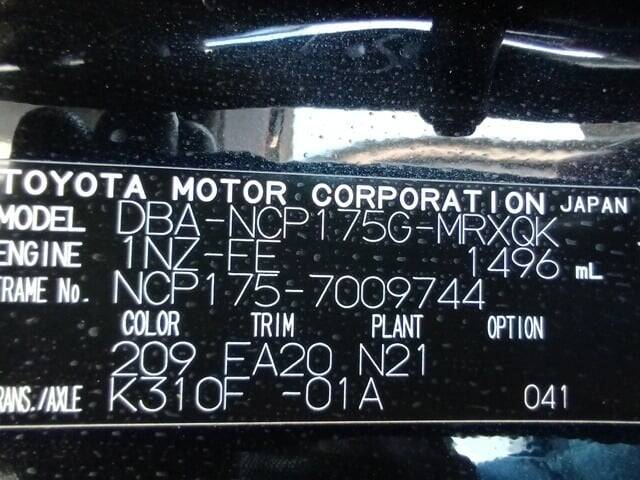 TOYOTA MOTOR CORPORATION JAPAN
MODEL DBA-NCP175G-MRXQK
ENGINE 1NZ-FE 1496 mL
FRAME No. NCP175-7009744
COLOR TRIM PLANT OPTION
209 FA20 N21
TRANS./AXLE K310F -01A 041